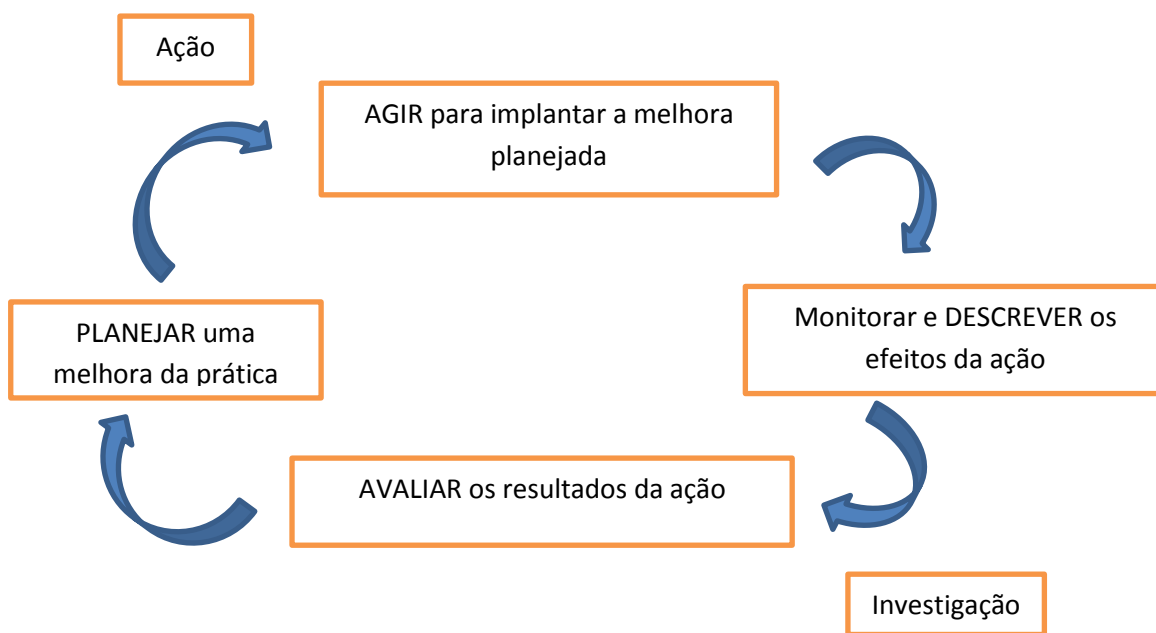 Ação
AGIR para implantar a melhora
planejada
Monitorar e DESCREVER os
efeitos da ação
PLANEJAR uma
melhora da prática
AVALIAR os resultados da ação
Investigação